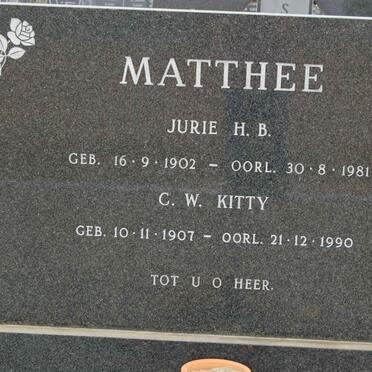 MATTHEE
JURIE H. B.
GEB. 16·9·1902 – OORL. 30·8·1981
C. W. KITTY
GEB. 10·11·1907 – OORL. 21·12·1990
TOT U O HEER.